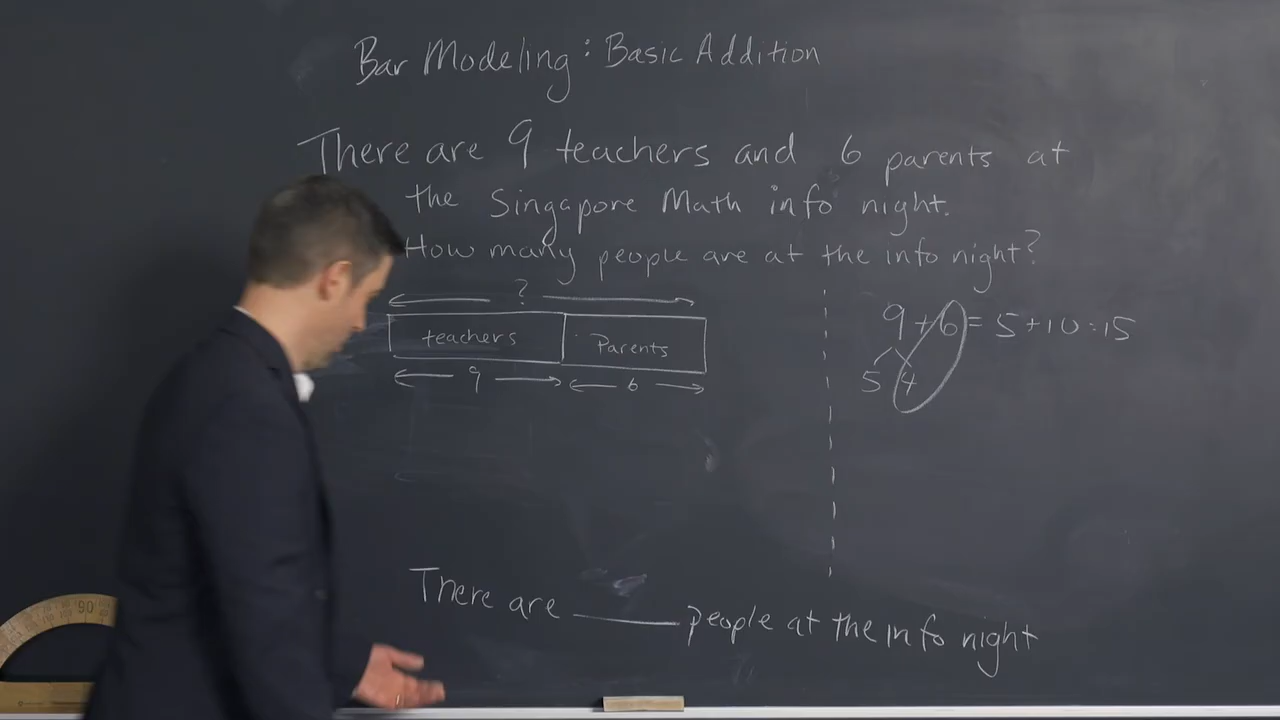 Bar Modeling: Basic Addition
There are 9 teachers and 6 parents at
the Singapore Math info night.
How many people are at the info night?
?
teachers Parents
9 6
9+6=5+10=15
5 4
There are ____ people at the info night
90